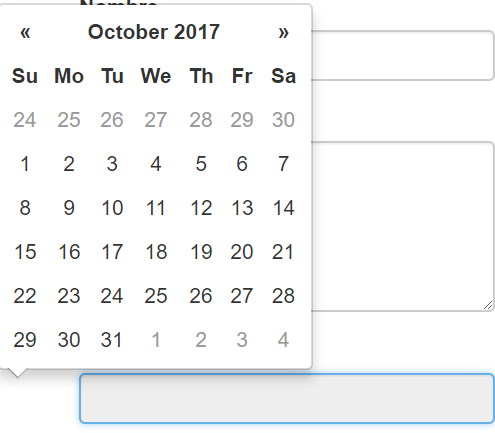 Nombre
« October 2017 »
Su Mo Tu We Th Fr Sa
24 25 26 27 28 29 30
1 2 3 4 5 6 7
8 9 10 11 12 13 14
15 16 17 18 19 20 21
22 23 24 25 26 27 28
29 30 31 1 2 3 4